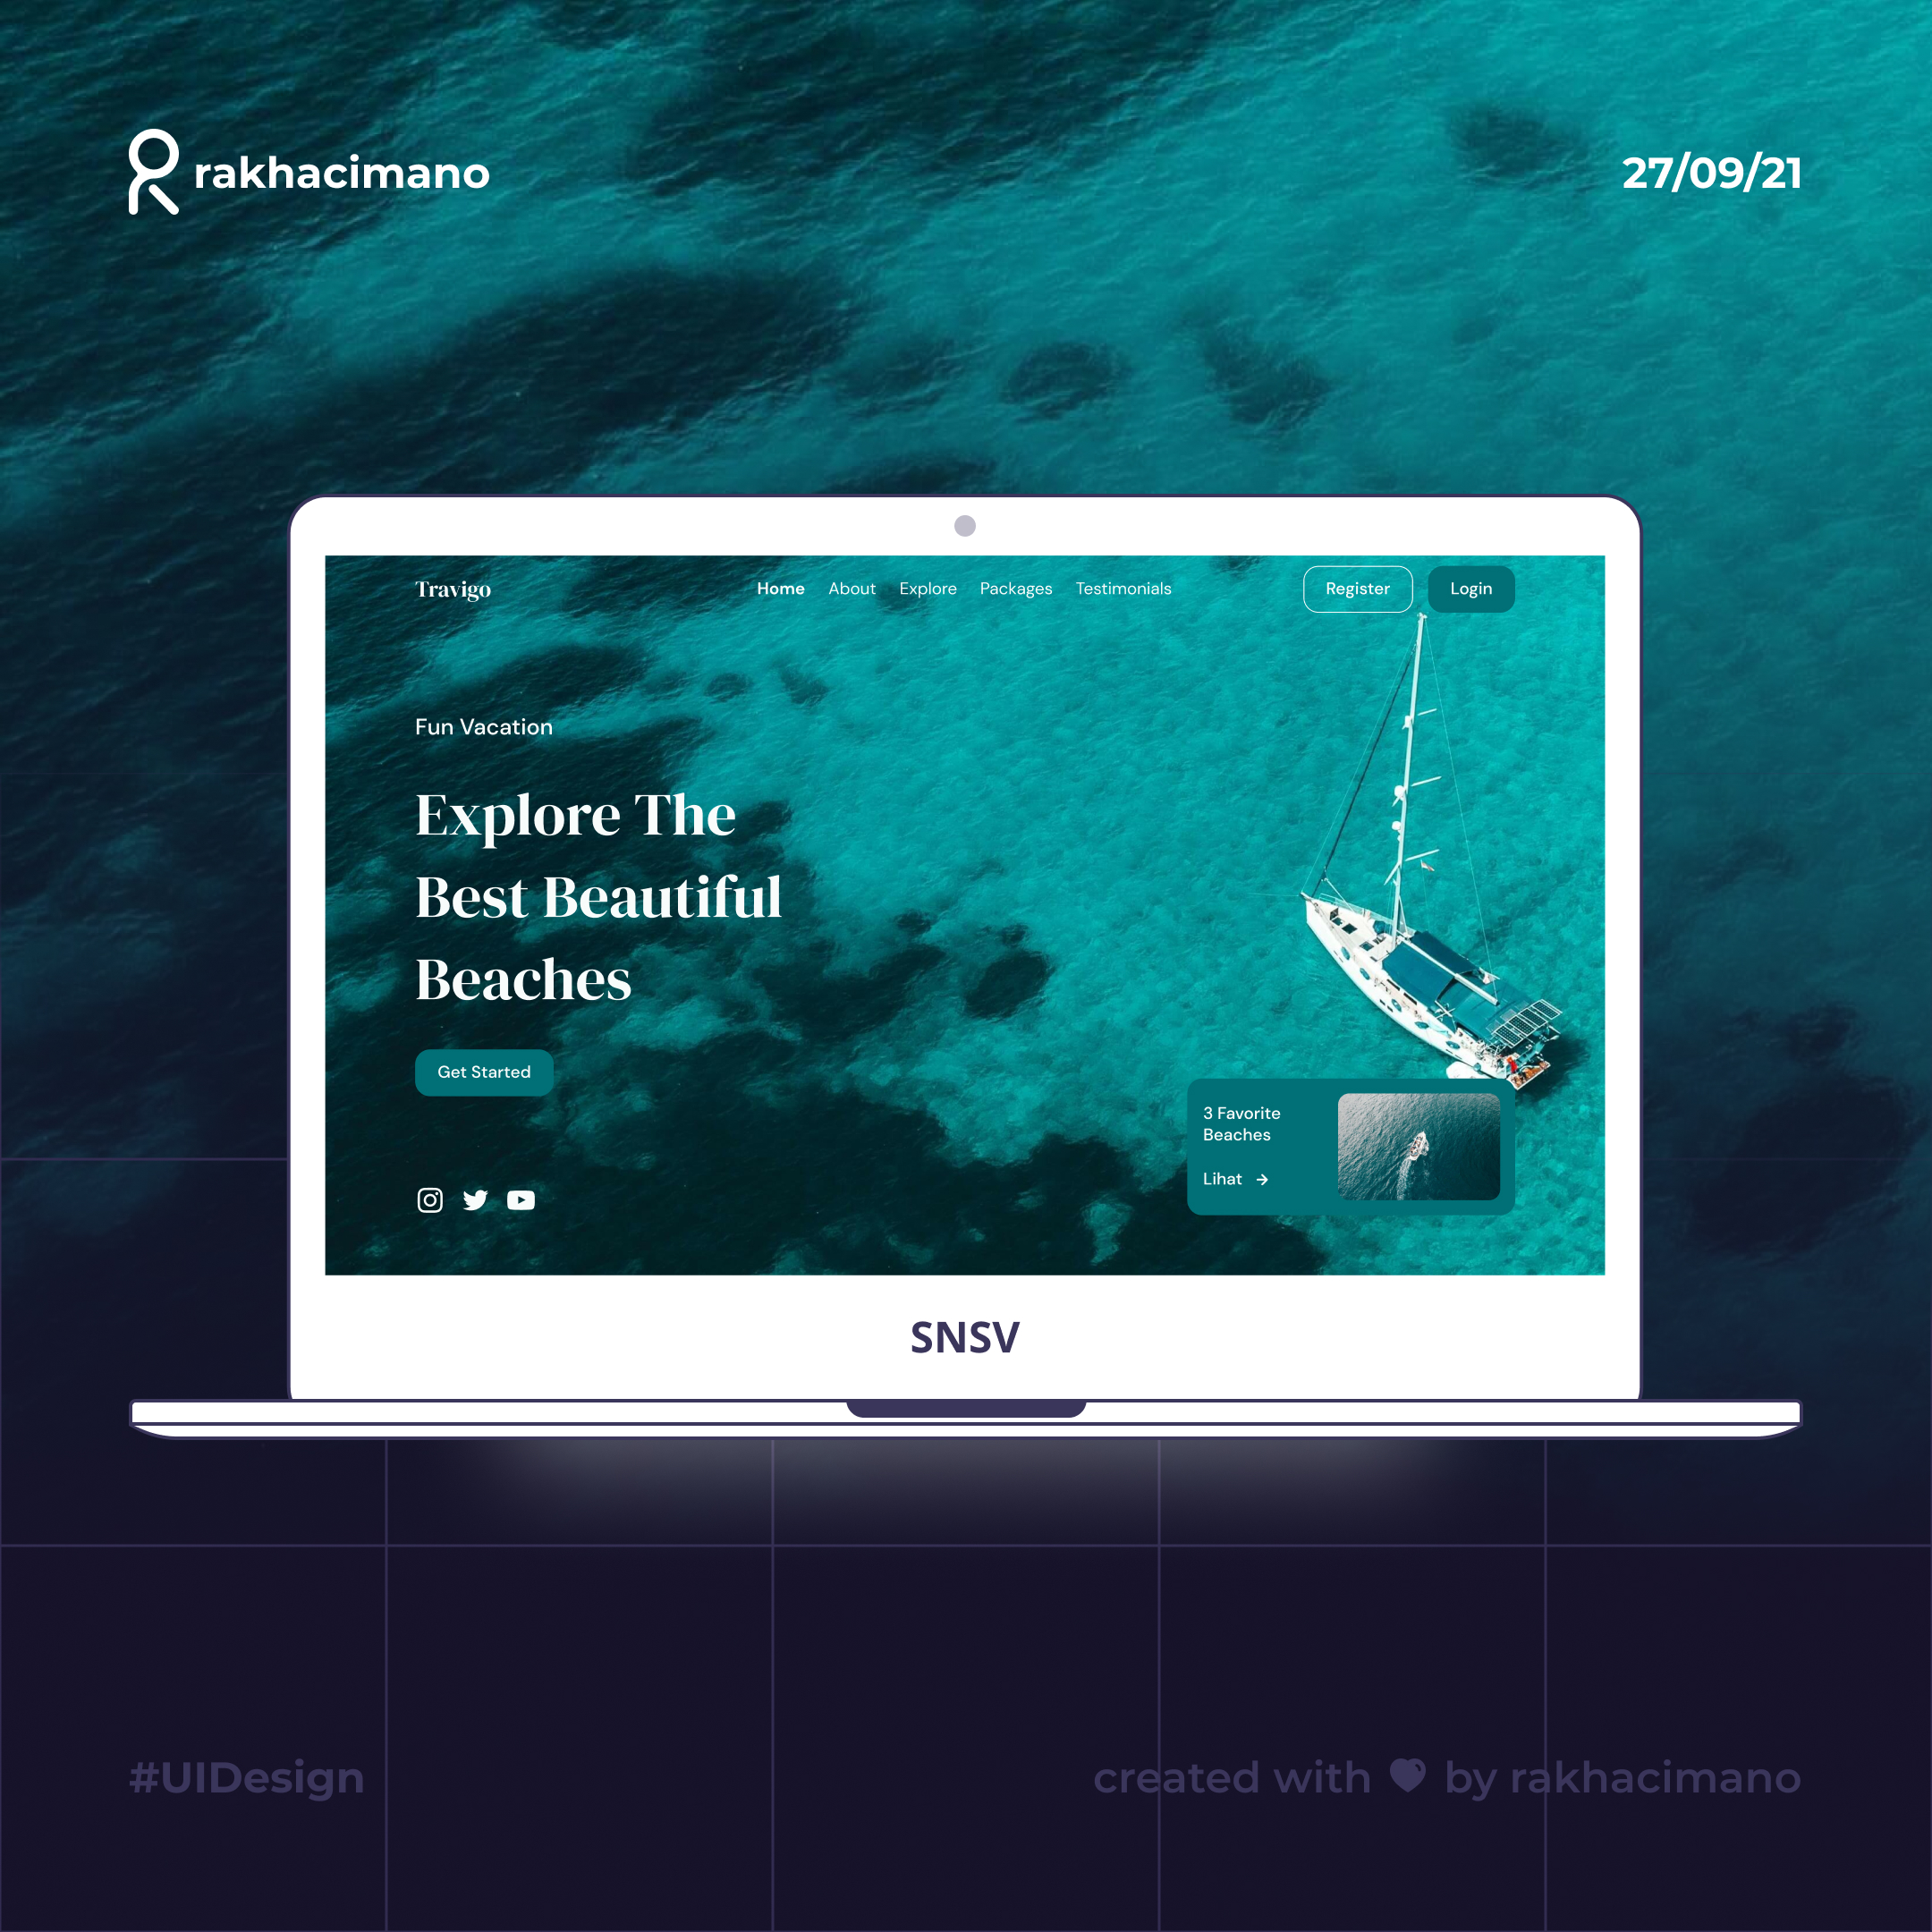 rakhacimano
27/09/21
Travigo
Home About Explore Packages Testimonials
Register
Login
Fun Vacation
Explore The
Best Beautiful
Beaches
Get Started
3 Favorite
Beaches
Lihat →
SNSV
#UIDesign
created with ♥ by rakhacimano